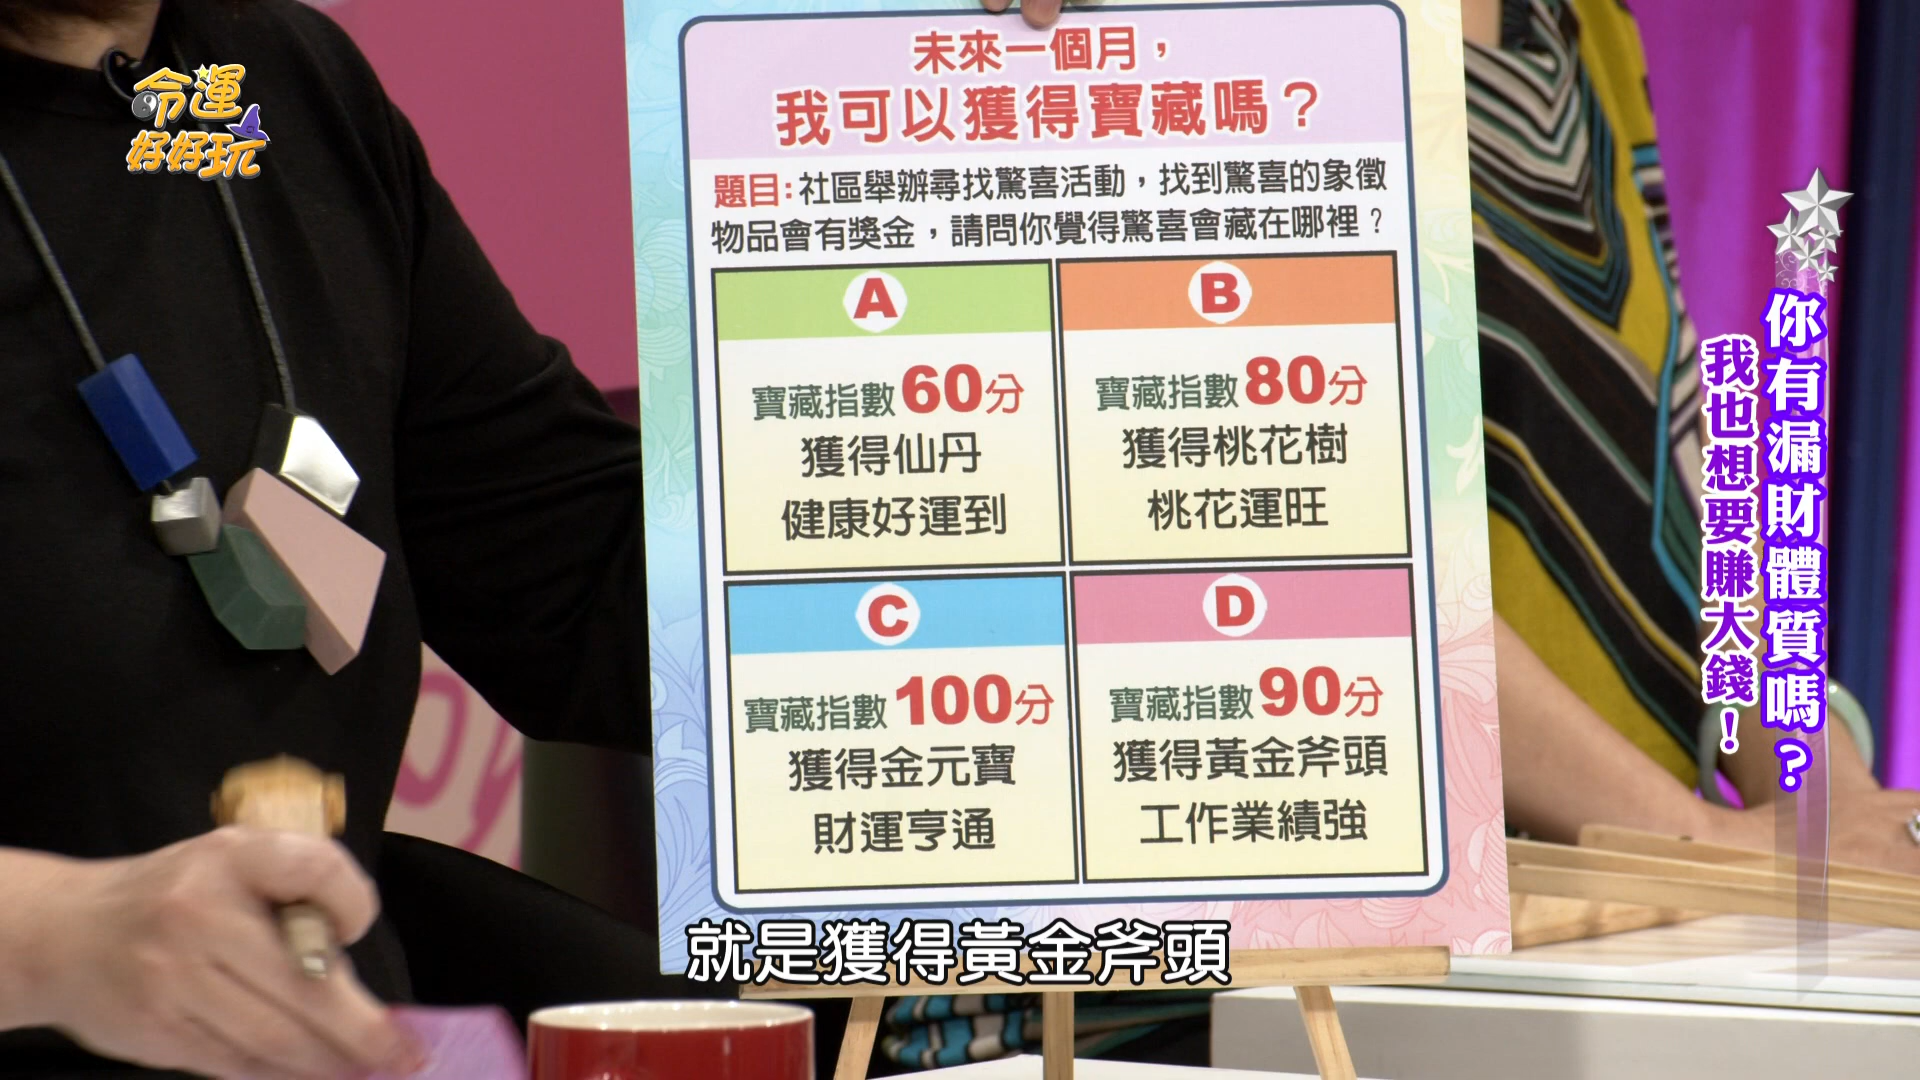 命運
好好玩
未來一個月，
我可以獲得寶藏嗎？
題目:社區舉辦尋找驚喜活動，找到驚喜的象徵
物品會有獎金，請問你覺得驚喜會藏在哪裡？
A
寶藏指數60分
獲得仙丹
健康好運到
B
寶藏指數80分
獲得桃花樹
桃花運旺
C
寶藏指數100分
獲得金元寶
財運亨通
D
寶藏指數90分
獲得黃金斧頭
工作業績強
你有漏財體質嗎？
我也想要賺大錢！
就是獲得黃金斧頭